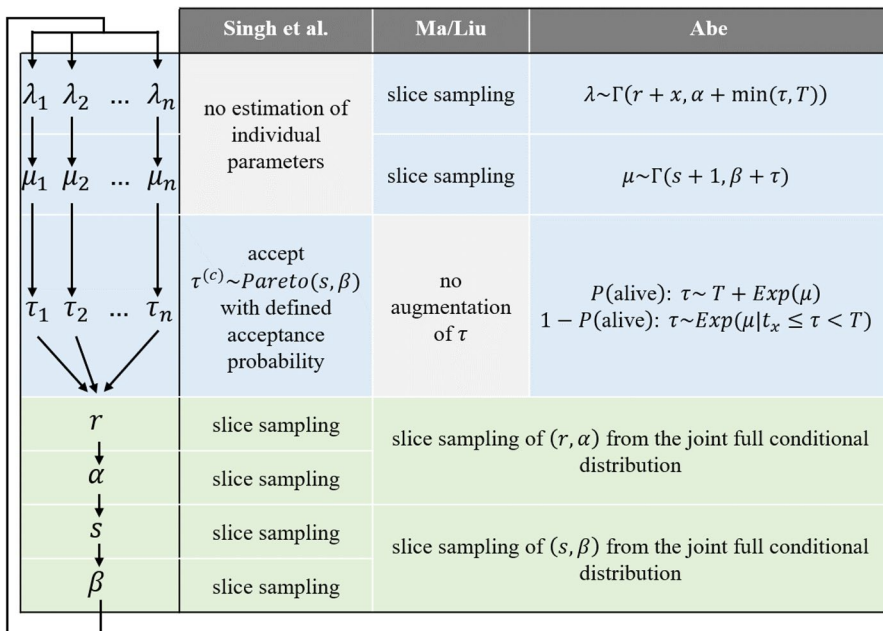 Singh et al. Ma/Liu Abe
λ₁ λ₂ ... λₙ
no estimation of
individual
parameters
slice sampling
λ~Γ(r + x, α + min(τ, T))
μ₁ μ₂ ... μₙ
slice sampling
μ~Γ(s + 1, β + τ)
τ₁ τ₂ ... τₙ
accept
τ⁽ᶜ⁾~Pareto(s, β)
with defined
acceptance
probability
no
augmentation
of τ
P(alive): τ~ T + Exp(μ)
1 − P(alive): τ~Exp(μ|tₓ ≤ τ < T)
r
slice sampling
α
slice sampling
slice sampling of (r, α) from the joint full conditional
distribution
s
slice sampling
β
slice sampling
slice sampling of (s, β) from the joint full conditional
distribution